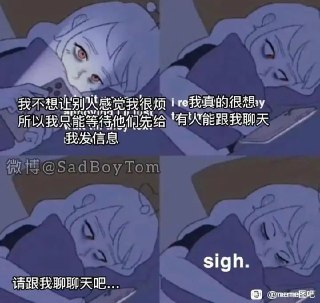 我不想让别人感觉我很烦
所以我只能等待他们先给
我发信息
我真的很想
有人能跟我聊天
微博@SadBoyTom
请跟我聊聊天吧...
sigh.